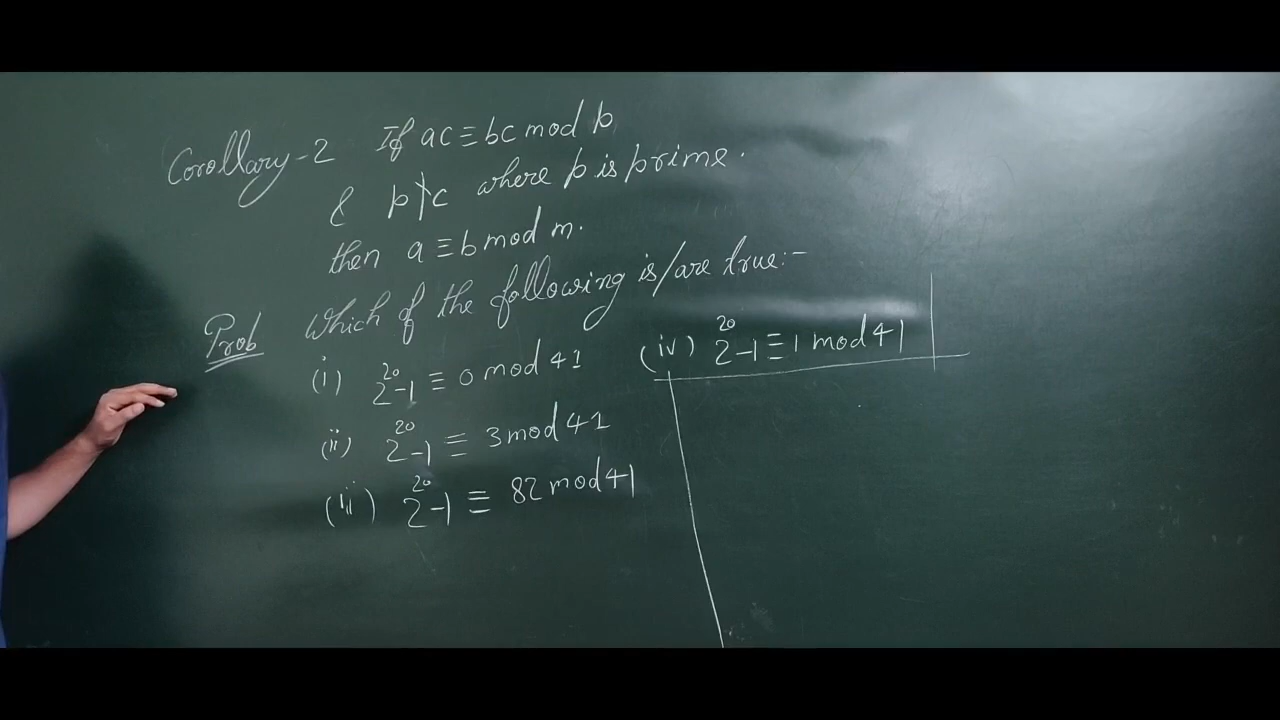 Corollary-2 If ac≡bc mod p
& p∤c where p is prime.
then a≡b mod m.
Prob Which of the following is/are true:-
(i) 2²⁰-1 ≡ 0 mod 41
(ii) 2²⁰-1 ≡ 3 mod 41
(iii) 2²⁰-1 ≡ 82 mod 41
(iv) 2²⁰-1 ≡ 1 mod 41